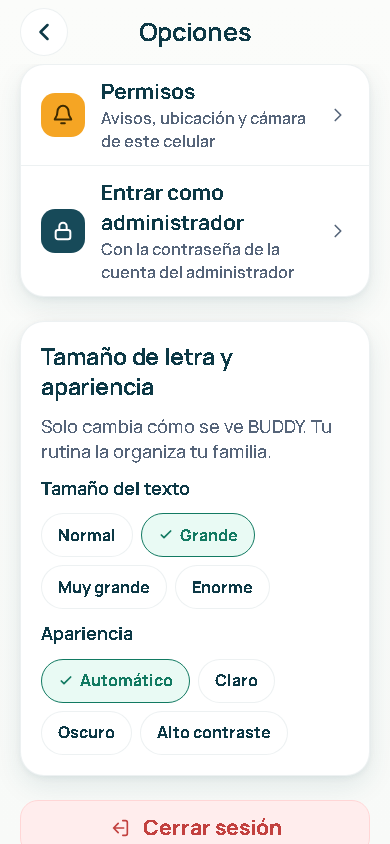 Opciones
Permisos
Avisos, ubicación y cámara
de este celular
Entrar como
administrador
Con la contraseña de la
cuenta del administrador
Tamaño de letra y
apariencia
Solo cambia cómo se ve BUDDY. Tu
rutina la organiza tu familia.
Tamaño del texto
Normal
Grande
Muy grande
Enorme
Apariencia
Automático
Claro
Oscuro
Alto contraste
Cerrar sesión